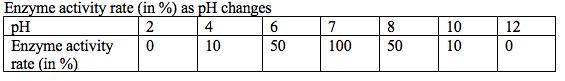 Enzyme activity rate (in %) as pH changes
pH 2 4 6 7 8 10 12
Enzyme activity 0 10 50 100 50 10 0
rate (in %)